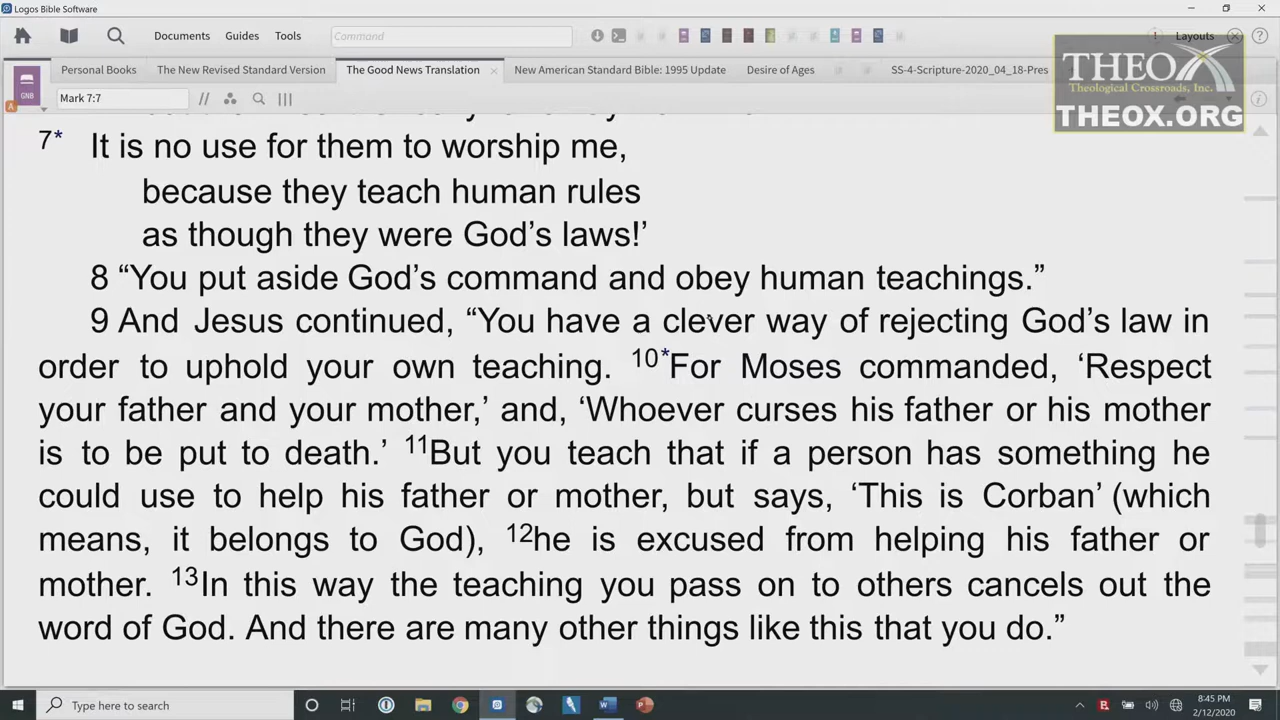 Logos Bible Software
Documents Guides Tools Command Layouts
Personal Books The New Revised Standard Version The Good News Translation New American Standard Bible: 1995 Update Desire of Ages SS-4-Scripture-2020_04_18-Pres
THEOX
Theological Crossroads, Inc.
THEOX.ORG
GNB
A
Mark 7:7
7* It is no use for them to worship me,
because they teach human rules
as though they were God’s laws!’
8 “You put aside God’s command and obey human teachings.”
9 And Jesus continued, “You have a clever way of rejecting God’s law in
order to uphold your own teaching. 10*For Moses commanded, ‘Respect
your father and your mother,’ and, ‘Whoever curses his father or his mother
is to be put to death.’ 11But you teach that if a person has something he
could use to help his father or mother, but says, ‘This is Corban’ (which
means, it belongs to God), 12he is excused from helping his father or
mother. 13In this way the teaching you pass on to others cancels out the
word of God. And there are many other things like this that you do.”
Type here to search
8:45 PM
2/12/2020